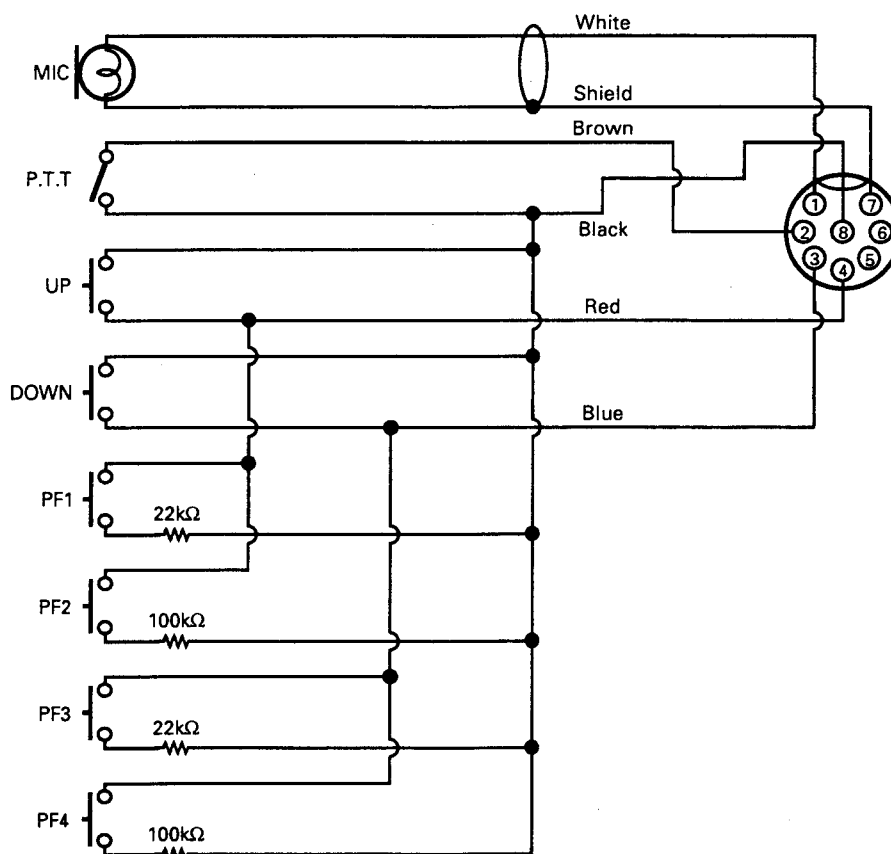 White
MIC
Shield
Brown
P.T.T
Black
1
7
2
8
6
3
4
5
UP
Red
DOWN
Blue
PF1
22kΩ
PF2
100kΩ
PF3
22kΩ
PF4
100kΩ